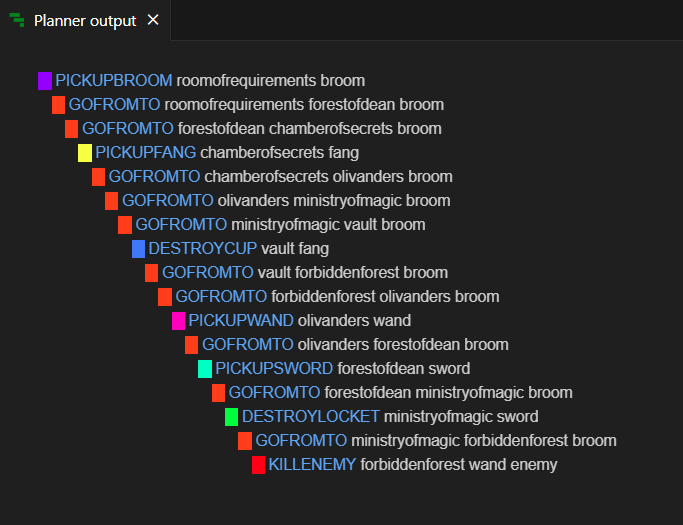 Planner output
PICKUPBROOM roomofrequirements broom
GOFROMTO roomofrequirements forestofdean broom
GOFROMTO forestofdean chamberofsecrets broom
PICKUPFANG chamberofsecrets fang
GOFROMTO chamberofsecrets olivanders broom
GOFROMTO olivanders ministryofmagic broom
GOFROMTO ministryofmagic vault broom
DESTROYCUP vault fang
GOFROMTO vault forbiddenforest broom
GOFROMTO forbiddenforest olivanders broom
PICKUPWAND olivanders wand
GOFROMTO olivanders forestofdean broom
PICKUPSWORD forestofdean sword
GOFROMTO forestofdean ministryofmagic broom
DESTROYLOCKET ministryofmagic sword
GOFROMTO ministryofmagic forbiddenforest broom
KILLENEMY forbiddenforest wand enemy